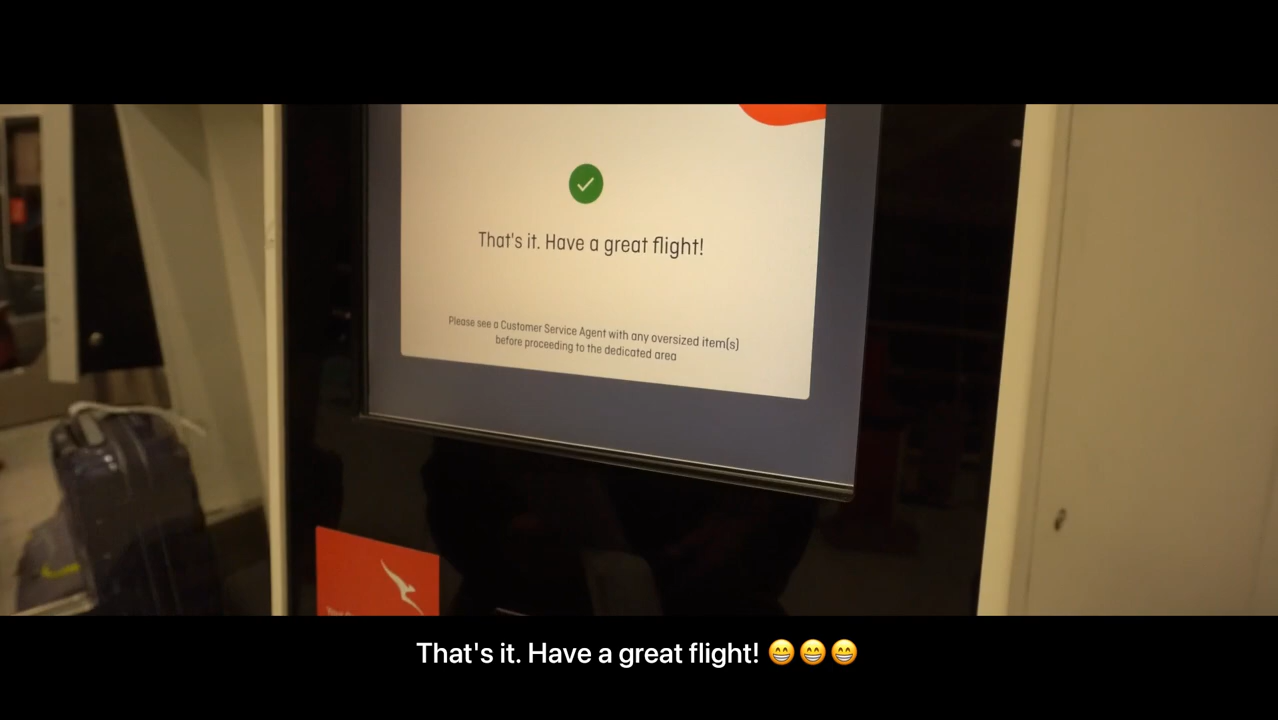 That's it. Have a great flight!
Please see a Customer Service Agent with any oversized item(s)
before proceeding to the dedicated area
That's it. Have a great flight! 😁😁😁